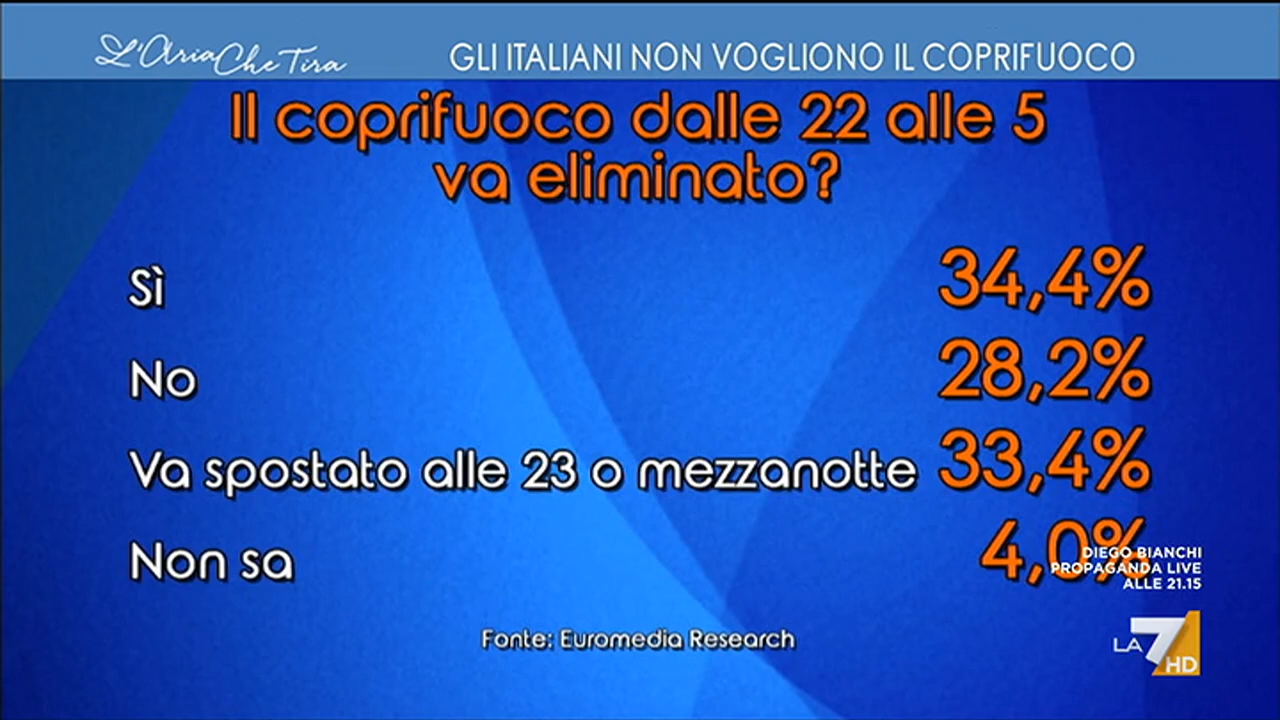 L'Aria Che Tira
GLI ITALIANI NON VOGLIONO IL COPRIFUOCO
Il coprifuoco dalle 22 alle 5
va eliminato?
Sì 34,4%
No 28,2%
Va spostato alle 23 o mezzanotte 33,4%
Non sa 4,0%
DIEGO BIANCHI
PROPAGANDA LIVE
ALLE 21.15
Fonte: Euromedia Research
LA7 HD